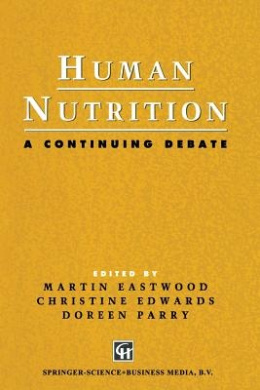 HUMAN
NUTRITION
A CONTINUING DEBATE
EDITED BY
MARTIN EASTWOOD
CHRISTINE EDWARDS
DOREEN PARRY
SPRINGER-SCIENCE+BUSINESS MEDIA, B.V.